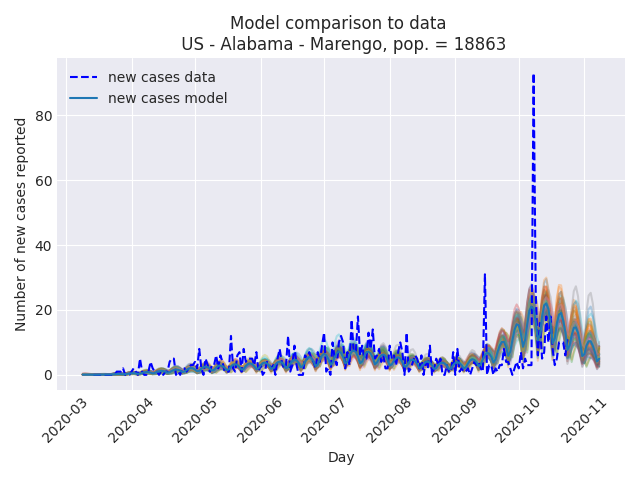 Model comparison to data
US - Alabama - Marengo, pop. = 18863
new cases data
new cases model
Number of new cases reported
80
60
40
20
0
2020-03
2020-04
2020-05
2020-06
2020-07
2020-08
2020-09
2020-10
2020-11
Day